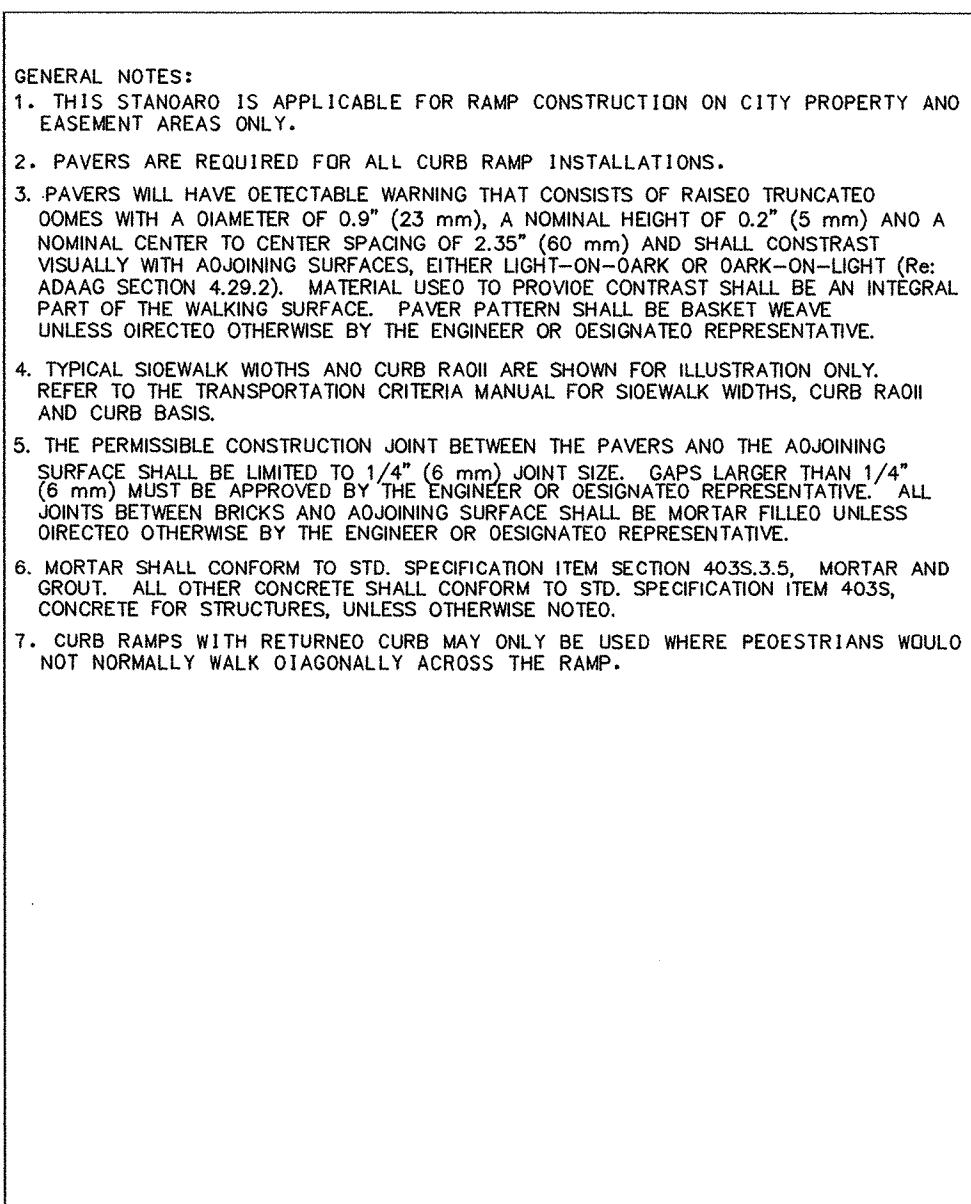 GENERAL NOTES:
1. THIS STANOARO IS APPLICABLE FOR RAMP CONSTRUCTION ON CITY PROPERTY ANO
EASEMENT AREAS ONLY.
2. PAVERS ARE REQUIRED FOR ALL CURB RAMP INSTALLATIONS.
3. PAVERS WILL HAVE OETECTABLE WARNING THAT CONSISTS OF RAISEO TRUNCATEO
OOMES WITH A OIAMETER OF 0.9" (23 mm), A NOMINAL HEIGHT OF 0.2" (5 mm) ANO A
NOMINAL CENTER TO CENTER SPACING OF 2.35" (60 mm) AND SHALL CONSTRAST
VISUALLY WITH AOJOINING SURFACES, EITHER LIGHT-ON-OARK OR OARK-ON-LIGHT (Re:
ADAAG SECTION 4.29.2). MATERIAL USEO TO PROVIOE CONTRAST SHALL BE AN INTEGRAL
PART OF THE WALKING SURFACE. PAVER PATTERN SHALL BE BASKET WEAVE
UNLESS OIRECTEO OTHERWISE BY THE ENGINEER OR OESIGNATEO REPRESENTATIVE.
4. TYPICAL SIOEWALK WIOTHS ANO CURB RAOII ARE SHOWN FOR ILLUSTRATION ONLY.
REFER TO THE TRANSPORTATION CRITERIA MANUAL FOR SIOEWALK WIDTHS, CURB RAOII
AND CURB BASIS.
5. THE PERMISSIBLE CONSTRUCTION JOINT BETWEEN THE PAVERS ANO THE AOJOINING
SURFACE SHALL BE LIMITED TO 1/4" (6 mm) JOINT SIZE. GAPS LARGER THAN 1/4"
(6 mm) MUST BE APPROVED BY THE ENGINEER OR OESIGNATEO REPRESENTATIVE. ALL
JOINTS BETWEEN BRICKS ANO AOJOINING SURFACE SHALL BE MORTAR FILLEO UNLESS
OIRECTEO OTHERWISE BY THE ENGINEER OR OESIGNATEO REPRESENTATIVE.
6. MORTAR SHALL CONFORM TO STD. SPECIFICATION ITEM SECTION 403S.3.5, MORTAR AND
GROUT. ALL OTHER CONCRETE SHALL CONFORM TO STD. SPECIFICATION ITEM 403S,
CONCRETE FOR STRUCTURES, UNLESS OTHERWISE NOTEO.
7. CURB RAMPS WITH RETURNEO CURB MAY ONLY BE USED WHERE PEOESTRIANS WOULO
NOT NORMALLY WALK OIAGONALLY ACROSS THE RAMP.